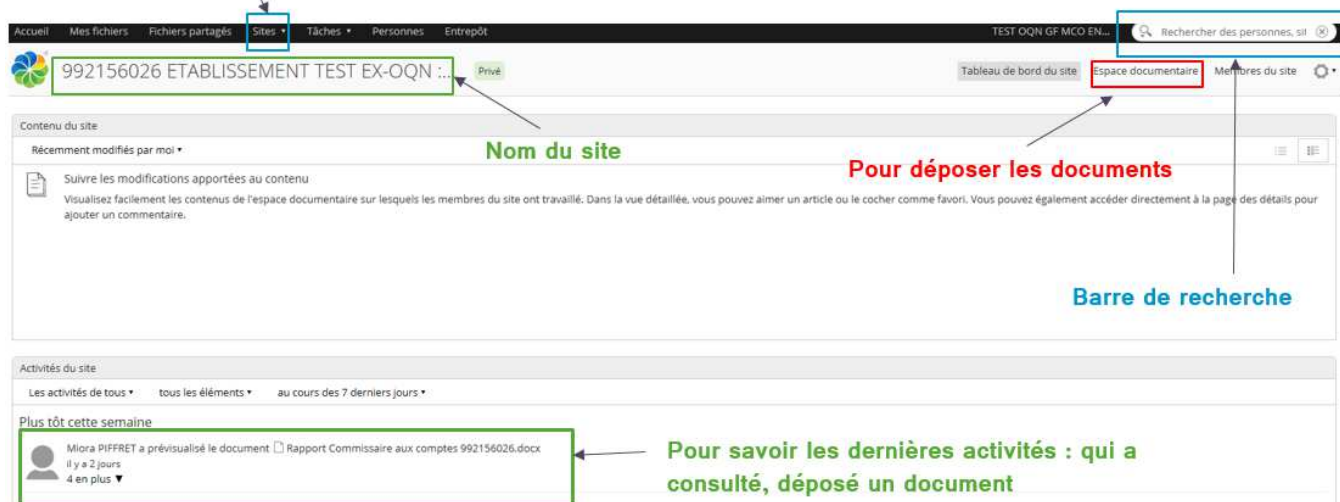 Accueil Mes fichiers Fichiers partagés Sites Tâches Personnes Entrepôt TEST OQN GF MCO EN... Rechercher des personnes, sit
992156026 ETABLISSEMENT TEST EX-OQN :... Privé Tableau de bord du site Espace documentaire Membres du site
Contenu du site
Récemment modifiés par moi
Nom du site
Pour déposer les documents
Suivre les modifications apportées au contenu
Visualisez facilement les contenus de l'espace documentaire sur lesquels les membres du site ont travaillé. Dans la vue détaillée, vous pouvez aimer un article ou le cocher comme favori. Vous pouvez également accéder directement à la page des détails pour
ajouter un commentaire.
Barre de recherche
Activités du site
Les activités de tous tous les éléments au cours des 7 derniers jours
Plus tôt cette semaine
Miora PIFFRET a prévisualisé le document Rapport Commissaire aux comptes 992156026.docx
il y a 2 jours
4 en plus
Pour savoir les dernières activités : qui a
consulté, déposé un document